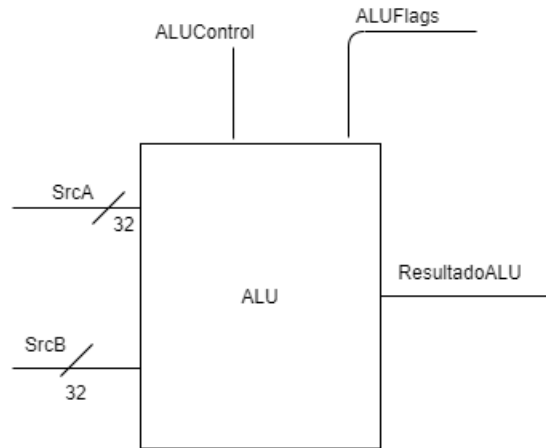 ALUFlags
ALUControl
SrcA
32
ResultadoALU
ALU
SrcB
32